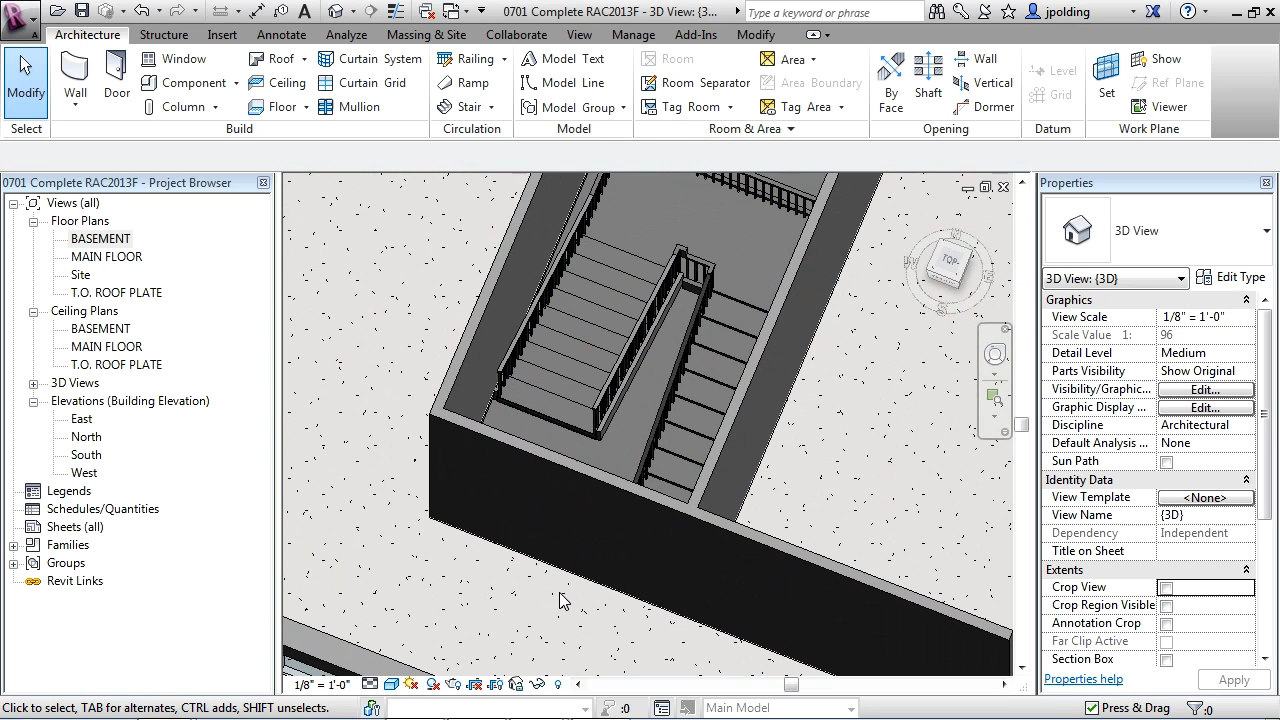 0701 Complete RAC2013F - 3D View: {3...
Type a keyword or phrase
jpolding
Architecture Structure Insert Annotate Analyze Massing & Site Collaborate View Manage Add-Ins Modify
Modify
Wall
Door
Window
Component
Column
Roof
Ceiling
Floor
Curtain System
Curtain Grid
Mullion
Railing
Ramp
Stair
Model Text
Model Line
Model Group
Room
Room Separator
Tag Room
Area
Area Boundary
Tag Area
By Face
Shaft
Wall
Vertical
Dormer
Level
Grid
Set
Show
Ref Plane
Viewer
Select Build Circulation Model Room & Area Opening Datum Work Plane
0701 Complete RAC2013F - Project Browser
Views (all)
Floor Plans
BASEMENT
MAIN FLOOR
Site
T.O. ROOF PLATE
Ceiling Plans
BASEMENT
MAIN FLOOR
T.O. ROOF PLATE
3D Views
Elevations (Building Elevation)
East
North
South
West
Legends
Schedules/Quantities
Sheets (all)
Families
Groups
Revit Links
TOP
Properties
3D View
3D View: {3D} Edit Type
Graphics
View Scale 1/8" = 1'-0"
Scale Value 1: 96
Detail Level Medium
Parts Visibility Show Original
Visibility/Graphic... Edit...
Graphic Display ... Edit...
Discipline Architectural
Default Analysis ... None
Sun Path
Identity Data
View Template <None>
View Name {3D}
Dependency Independent
Title on Sheet
Extents
Crop View
Crop Region Visible
Annotation Crop
Far Clip Active
Section Box
Properties help Apply
1/8" = 1'-0"
Click to select, TAB for alternates, CTRL adds, SHIFT unselects. :0 Main Model Press & Drag :0